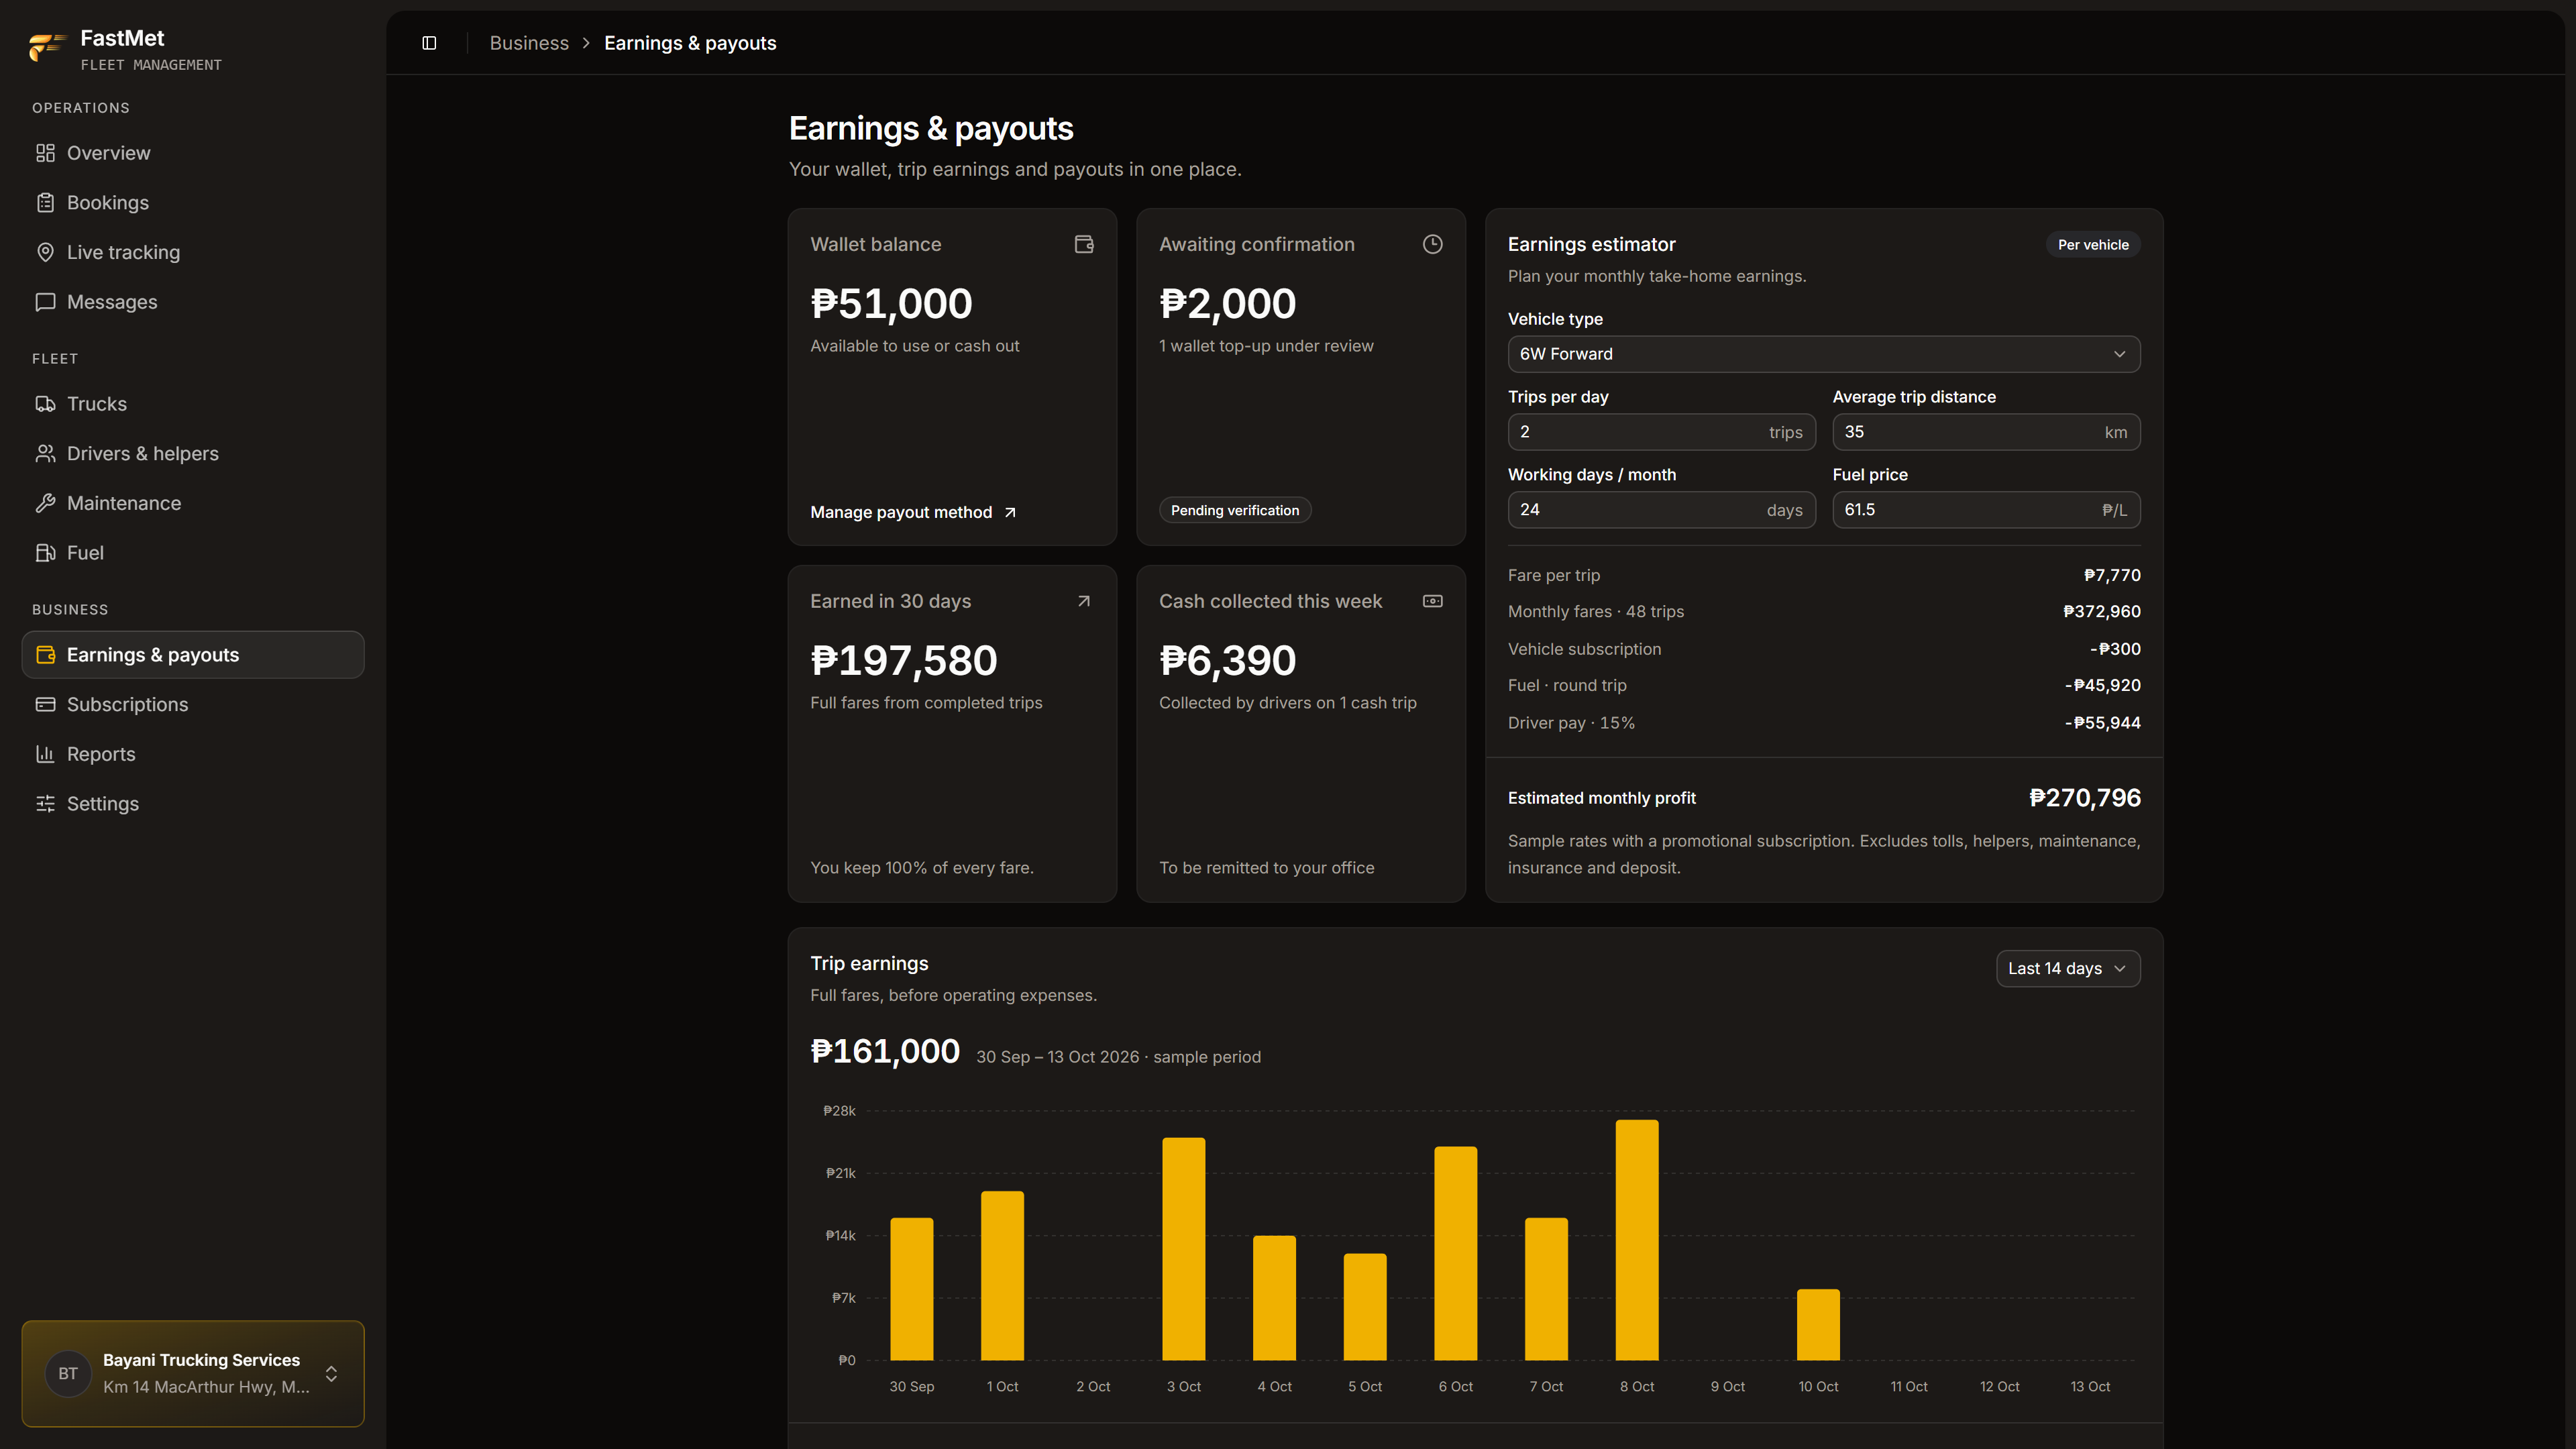 FastMet
FLEET MANAGEMENT
OPERATIONS
Overview
Bookings
Live tracking
Messages
FLEET
Trucks
Drivers & helpers
Maintenance
Fuel
BUSINESS
Earnings & payouts
Subscriptions
Reports
Settings
BT
Bayani Trucking Services
Km 14 MacArthur Hwy, M...
Business > Earnings & payouts
Earnings & payouts
Your wallet, trip earnings and payouts in one place.
Wallet balance
₱51,000
Available to use or cash out
Manage payout method
Awaiting confirmation
₱2,000
1 wallet top-up under review
Pending verification
Earned in 30 days
₱197,580
Full fares from completed trips
You keep 100% of every fare.
Cash collected this week
₱6,390
Collected by drivers on 1 cash trip
To be remitted to your office
Earnings estimator
Per vehicle
Plan your monthly take-home earnings.
Vehicle type
6W Forward
Trips per day
2 trips
Average trip distance
35 km
Working days / month
24 days
Fuel price
61.5 ₱/L
Fare per trip ₱7,770
Monthly fares · 48 trips ₱372,960
Vehicle subscription -₱300
Fuel · round trip -₱45,920
Driver pay · 15% -₱55,944
Estimated monthly profit ₱270,796
Sample rates with a promotional subscription. Excludes tolls, helpers, maintenance,
insurance and deposit.
Trip earnings
Last 14 days
Full fares, before operating expenses.
₱161,000 30 Sep – 13 Oct 2026 · sample period
₱28k
₱21k
₱14k
₱7k
₱0
30 Sep 1 Oct 2 Oct 3 Oct 4 Oct 5 Oct 6 Oct 7 Oct 8 Oct 9 Oct 10 Oct 11 Oct 12 Oct 13 Oct